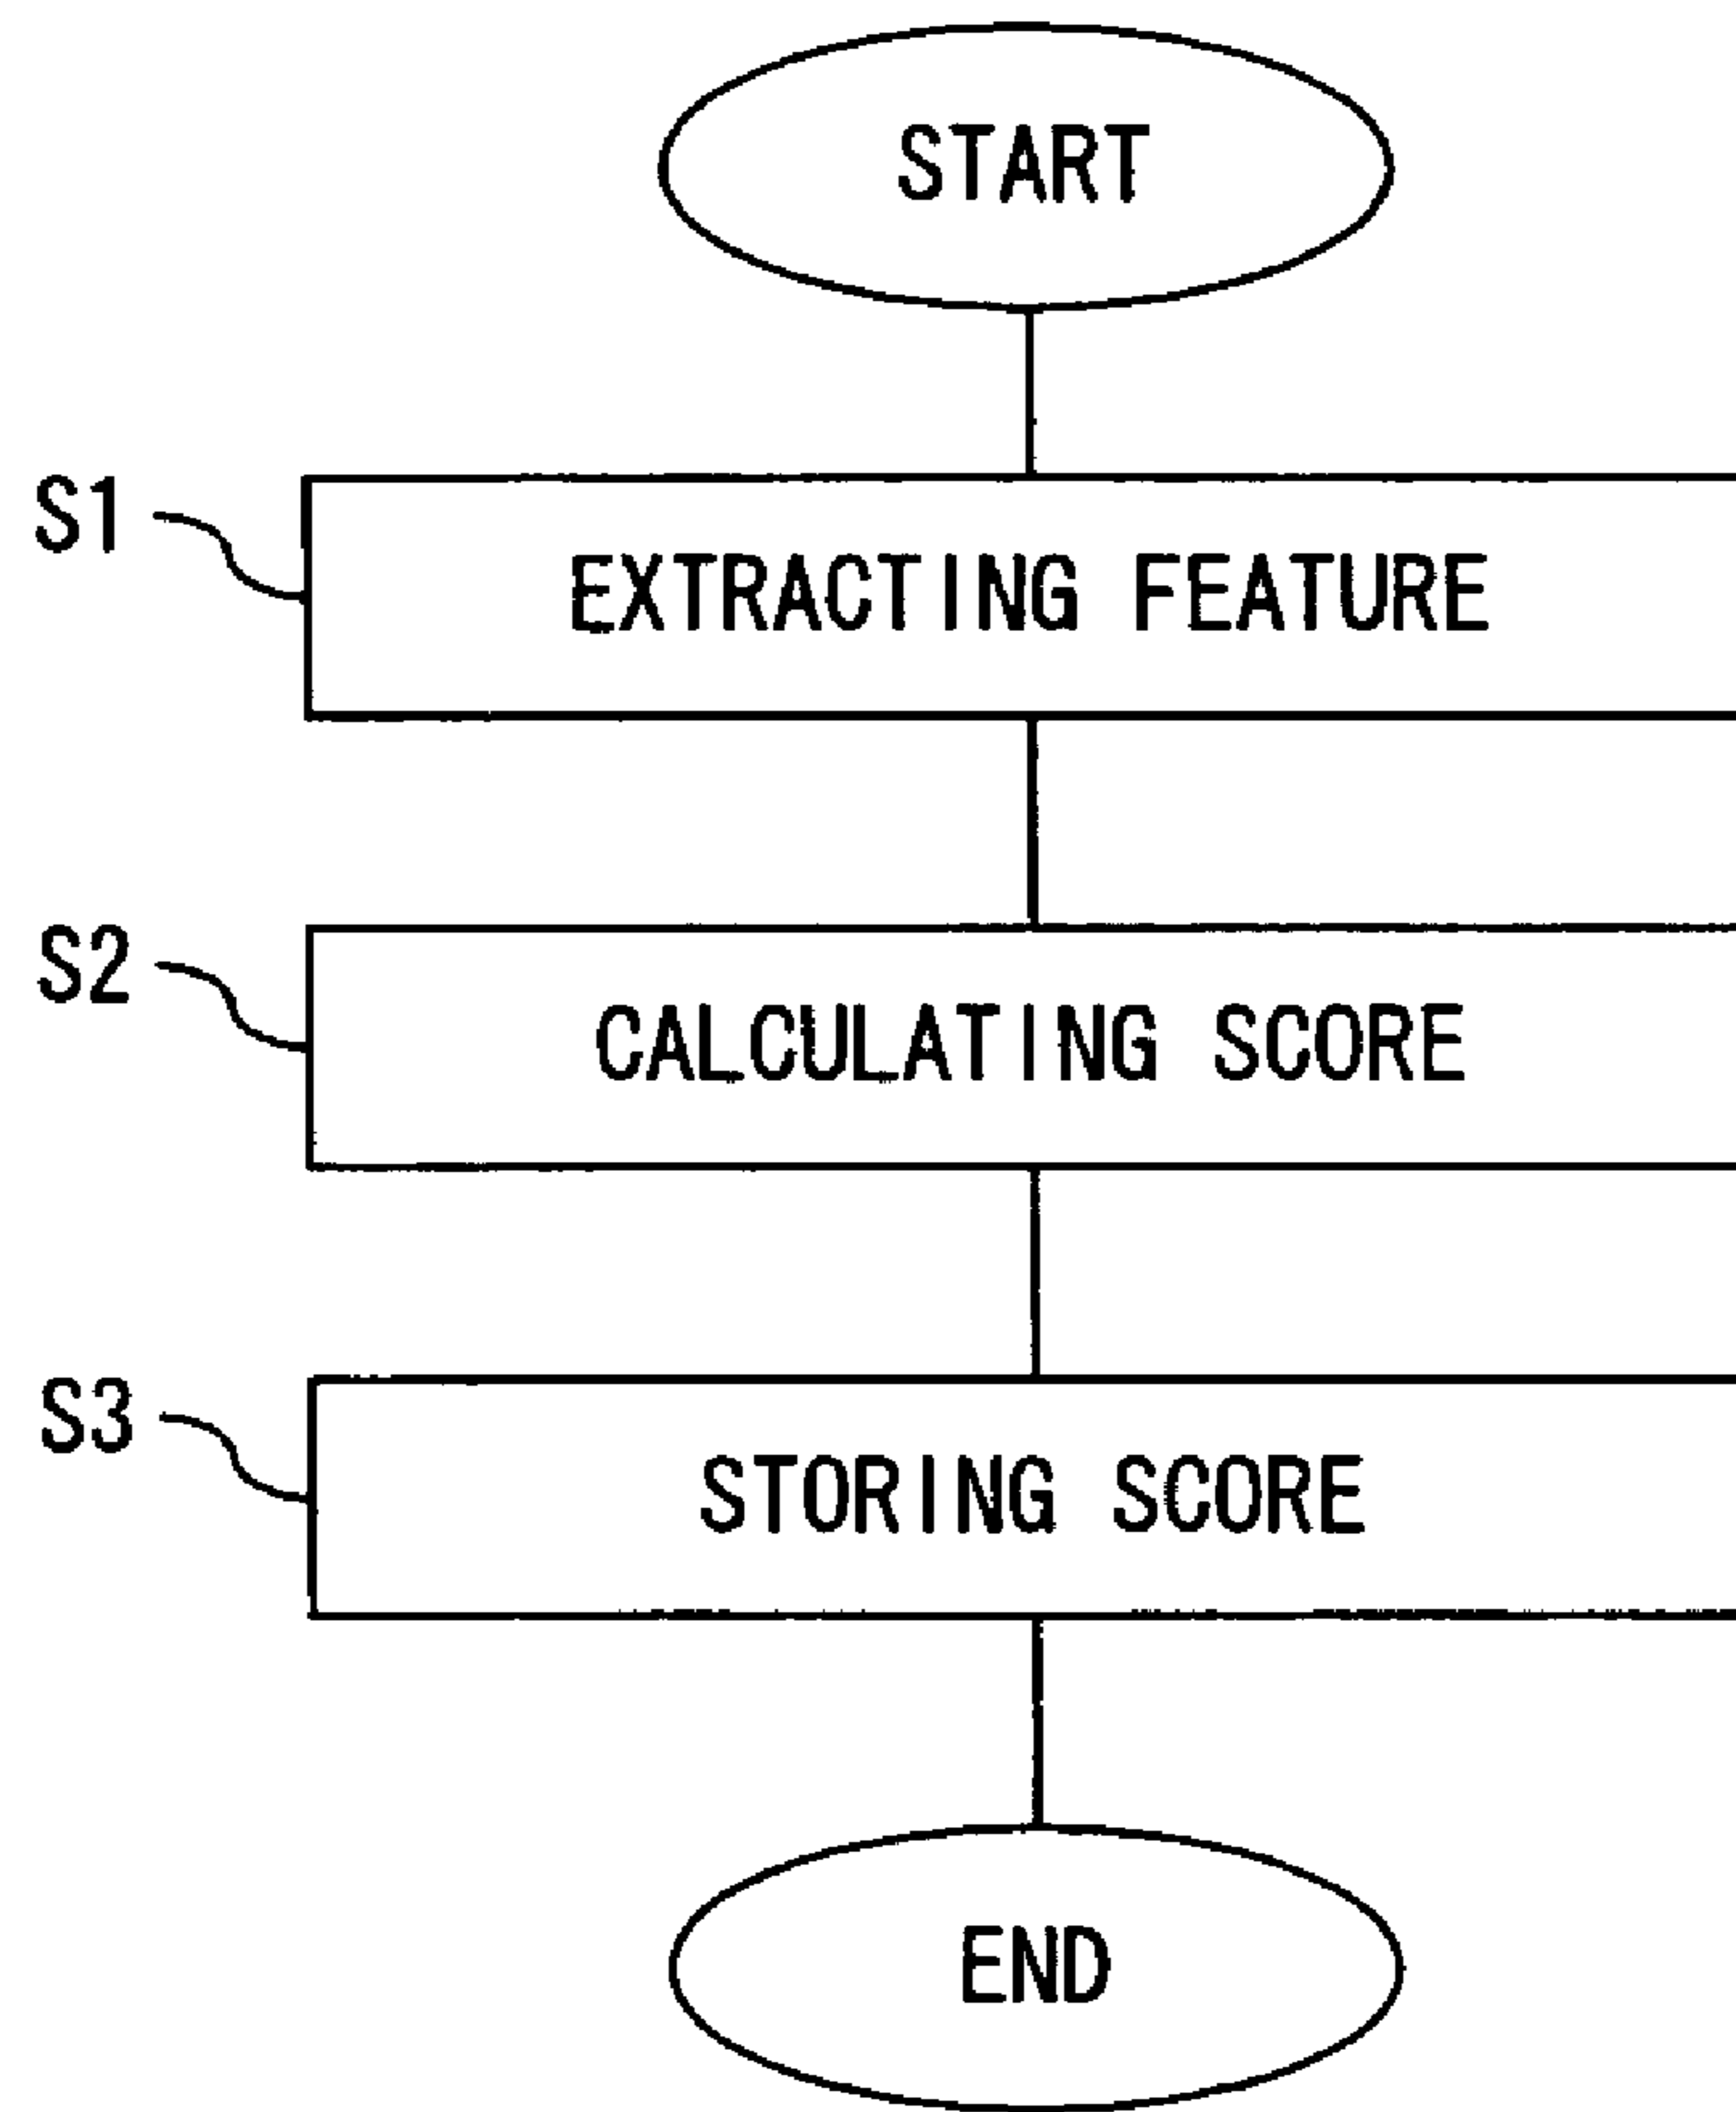 START
S1
EXTRACTING FEATURE
S2
CALCULATING SCORE
S3
STORING SCORE
END